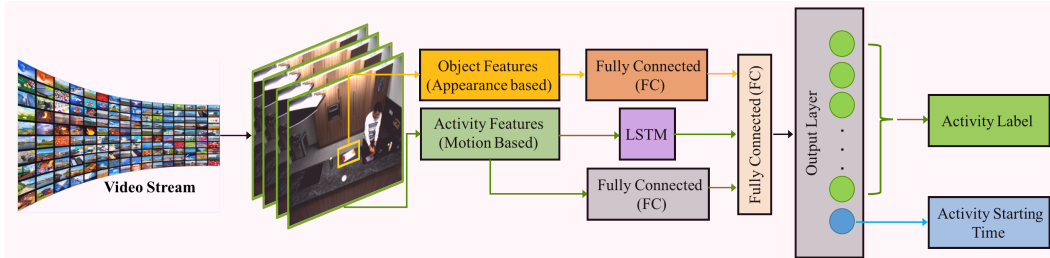 Video Stream
Object Features
(Appearance based)
Activity Features
(Motion Based)
Fully Connected
(FC)
LSTM
Fully Connected
(FC)
Fully Connected (FC)
Output Layer
Activity Label
Activity Starting
Time